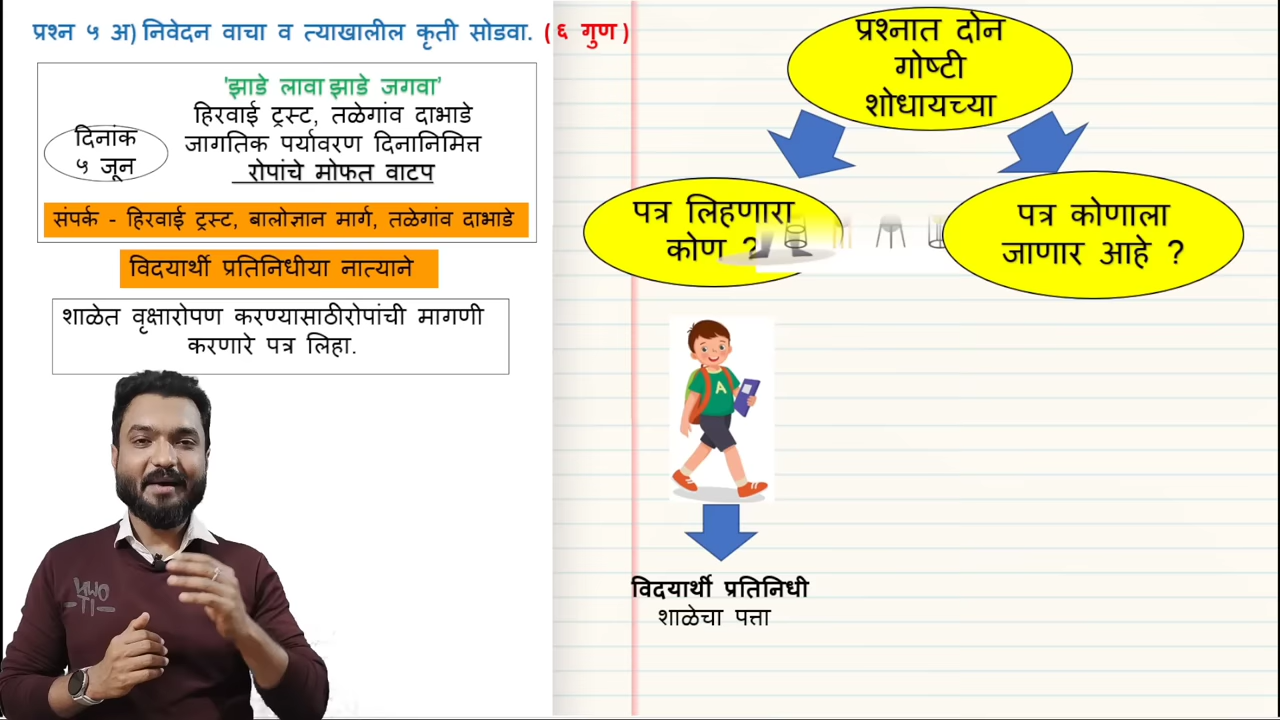 प्रश्न ५ अ) निवेदन वाचा व त्याखालील कृती सोडवा. ( ६ गुण )
'झाडे लावा झाडे जगवा'
हिरवाई ट्रस्ट, तळेगांव दाभाडे
जागतिक पर्यावरण दिनानिमित्त
रोपांचे मोफत वाटप
दिनांक
५ जून
संपर्क - हिरवाई ट्रस्ट, बालोज्ञान मार्ग, तळेगांव दाभाडे
विदयार्थी प्रतिनिधीया नात्याने
शाळेत वृक्षारोपण करण्यासाठीरोपांची मागणी
करणारे पत्र लिहा.
प्रश्नात दोन
गोष्टी
शोधायच्या
पत्र लिहणारा
कोण ?
पत्र कोणाला
जाणार आहे ?
A
विदयार्थी प्रतिनिधी
शाळेचा पत्ता